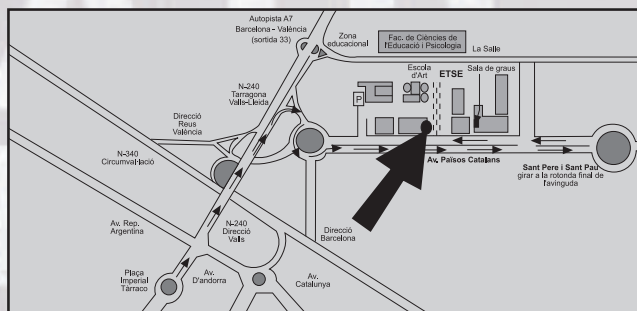 Autopista A7
Barcelona - València
(sortida 33)
Zona
educacional
Fac. de Ciències de
l'Educació i Psicologia
La Salle
Escola
d'Art
ETSE
Sala de graus
P
N-240
Tarragona
Valls-Lleida
Direcció
Reus
València
N-340
Circumval·lació
Av. Països Catalans
Sant Pere i Sant Pau
girar a la rotonda final de
l'avinguda
Av. Rep.
Argentina
N-240
Direcció
Valls
Direcció
Barcelona
Plaça
Imperial
Tàrraco
Av.
D'andorra
Av.
Catalunya